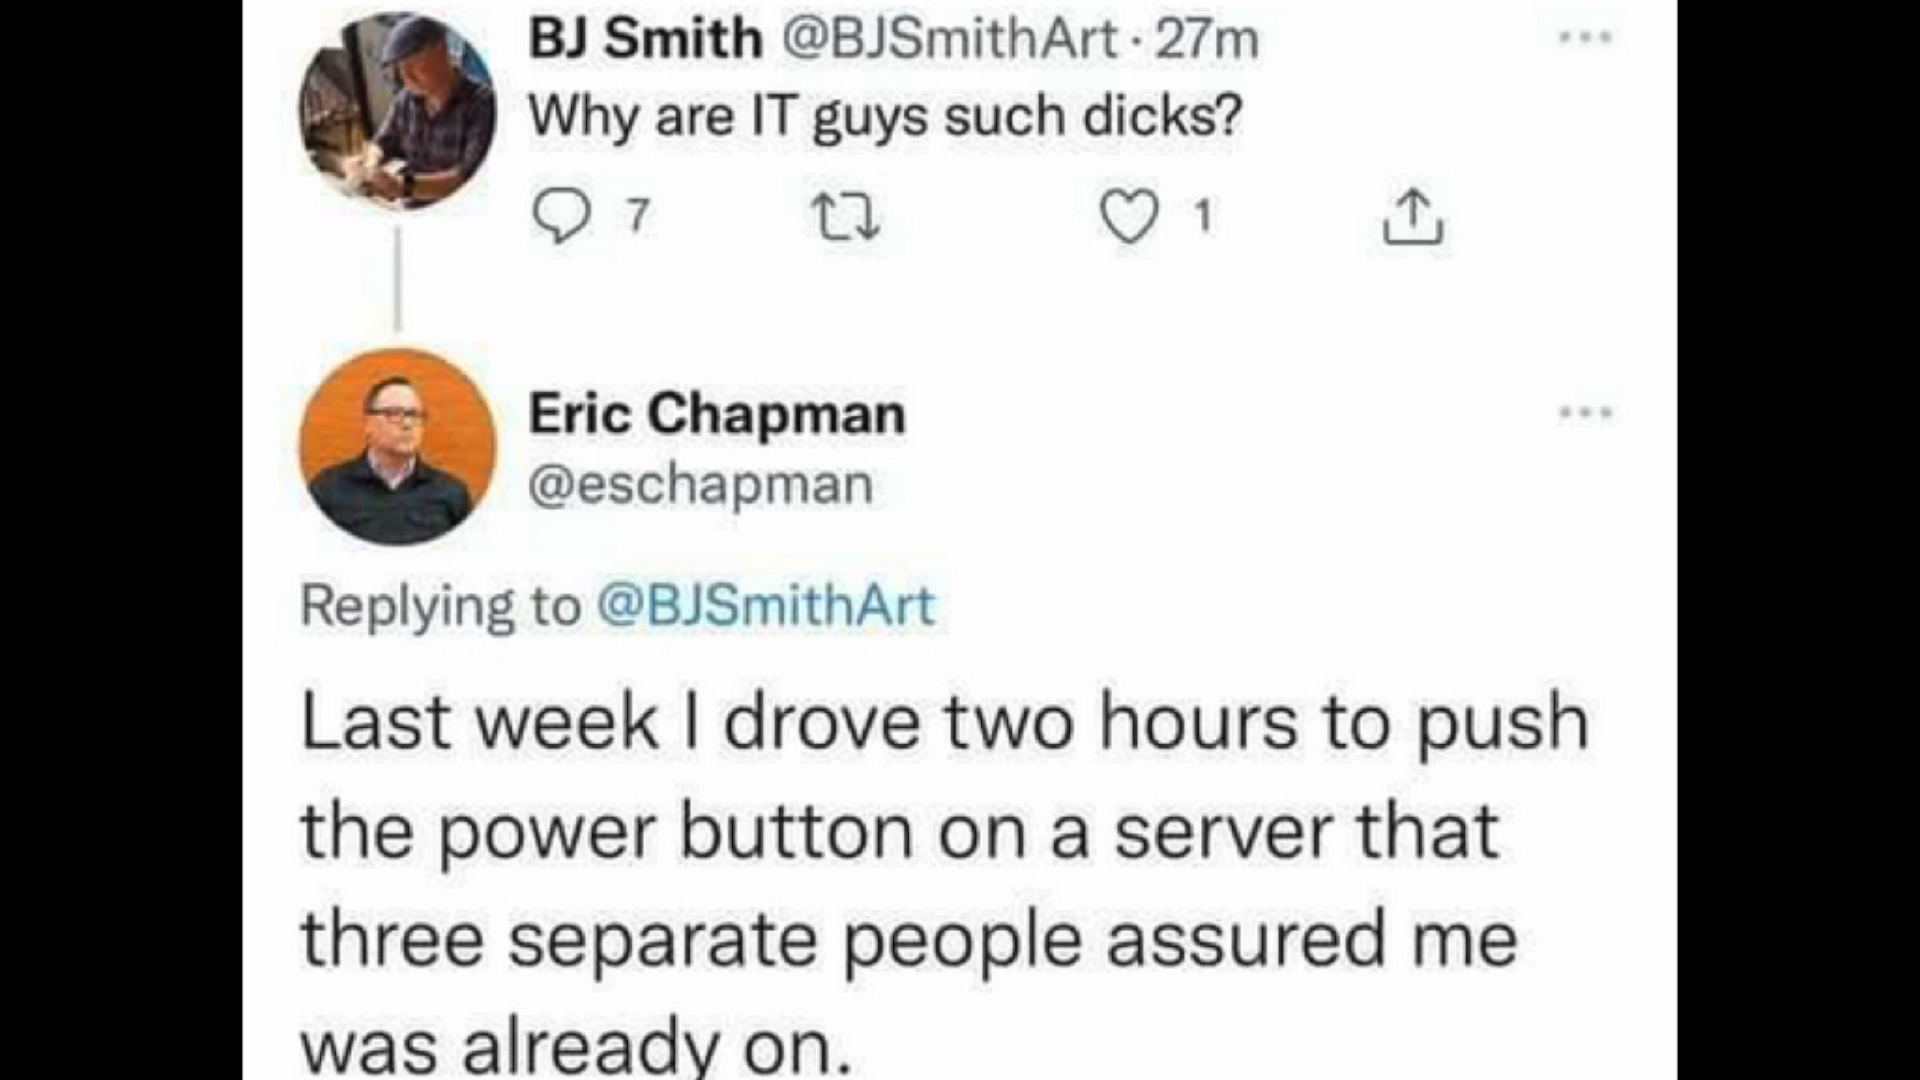 BJ Smith @BJSmithArt · 27m
Why are IT guys such dicks?
7 1
Eric Chapman
@eschapman
Replying to @BJSmithArt
Last week I drove two hours to push
the power button on a server that
three separate people assured me
was already on.